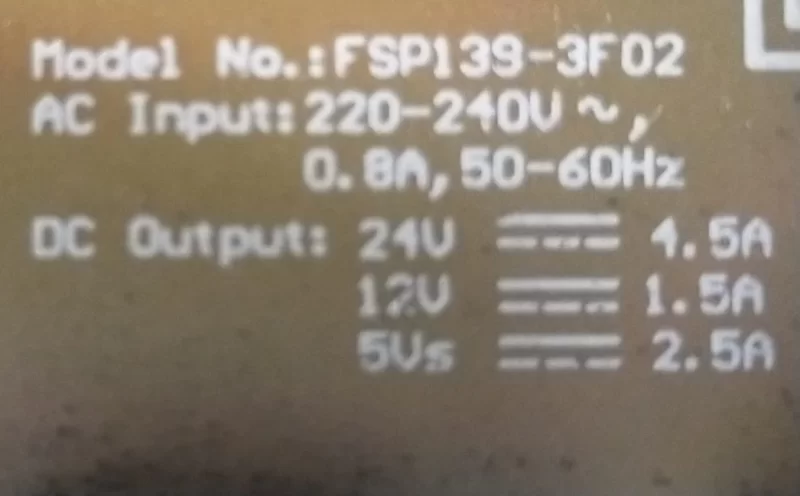 Model No.:FSP139-3F02
AC Input:220-240V ~,
0.8A,50-60Hz
DC Output: 24V ⎓ 4.5A
12V ⎓ 1.5A
5Vs ⎓ 2.5A